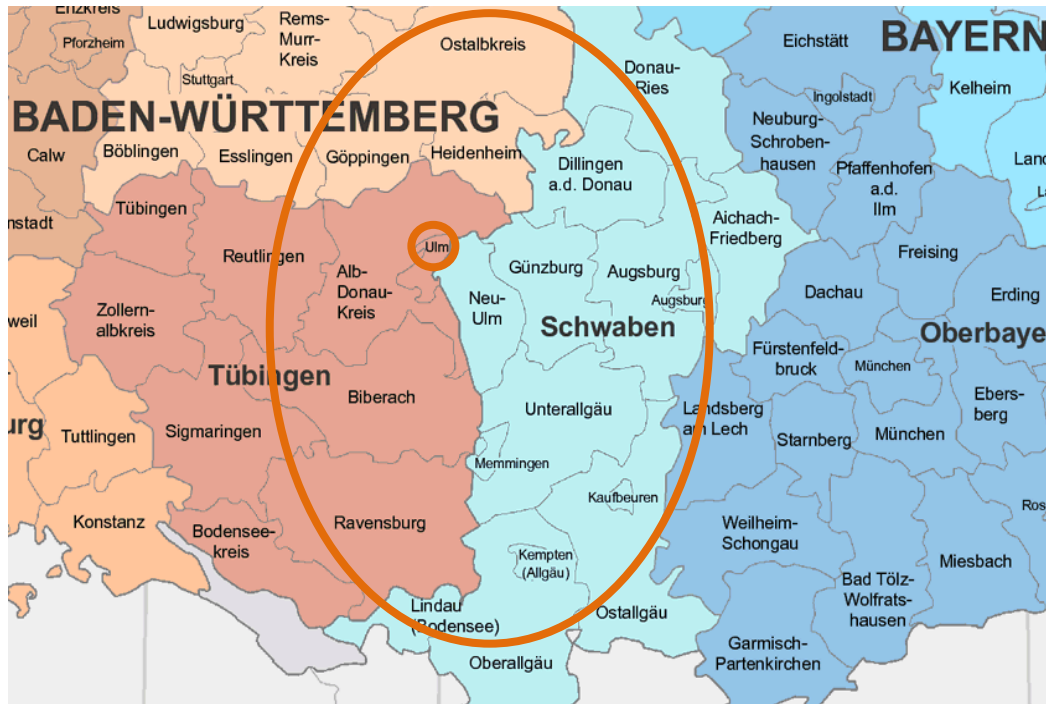 Enzkreis
Pforzheim
Ludwigsburg
Rems-
Murr-
Kreis
Ostalbkreis
Stuttgart
Donau-
Ries
Eichstätt
BAYERN
Ingolstadt
Kelheim
BADEN-WÜRTTEMBERG
Neuburg-
Schroben-
hausen
Calw
Böblingen
Esslingen
Göppingen
Heidenheim
Dillingen
a.d. Donau
Pfaffenhofen
a.d.
Ilm
nstadt
Tübingen
Aichach-
Friedberg
Reutlingen
Ulm
Freising
Alb-
Donau-
Kreis
Günzburg
Augsburg
Augsburg
Dachau
Erding
Zollern-
albkreis
Neu-
Ulm
Schwaben
weil
Fürstenfeld-
bruck
München
Oberbaye
Tübingen
Biberach
Unterallgäu
Landsberg
am Lech
Ebers-
berg
urg
Tuttlingen
Sigmaringen
Starnberg
München
Memmingen
Kaufbeuren
Ros
Konstanz
Bodensee-
kreis
Ravensburg
Weilheim-
Schongau
Kempten
(Allgäu)
Miesbach
Bad Tölz-
Wolfrats-
hausen
Lindau
(Bodensee)
Ostallgäu
Oberallgäu
Garmisch-
Partenkirchen